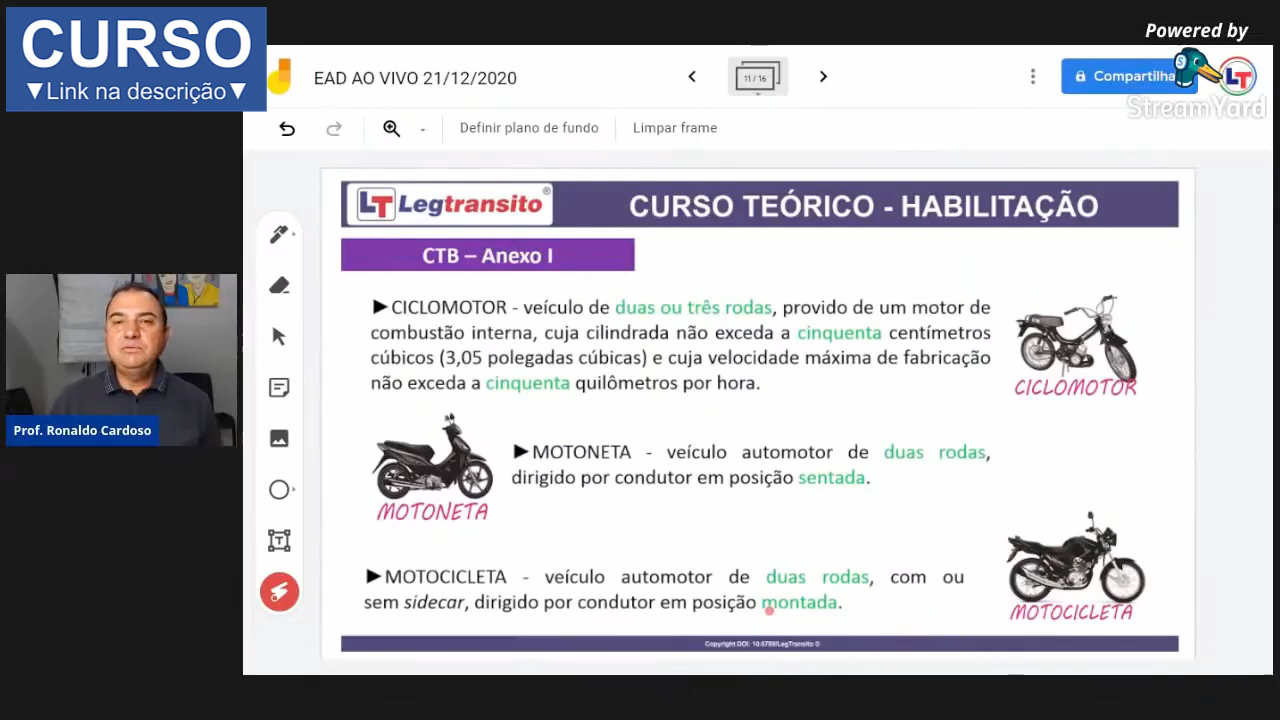 CURSO
▼Link na descrição▼
Powered by
StreamYard
EAD AO VIVO 21/12/2020
11 / 16
Compartilha
LT
Definir plano de fundo
Limpar frame
LT Legtransito®
CURSO TEÓRICO - HABILITAÇÃO
CTB – Anexo I
►CICLOMOTOR - veículo de duas ou três rodas, provido de um motor de
combustão interna, cuja cilindrada não exceda a cinquenta centímetros
cúbicos (3,05 polegadas cúbicas) e cuja velocidade máxima de fabricação
não exceda a cinquenta quilômetros por hora.
CICLOMOTOR
►MOTONETA - veículo automotor de duas rodas,
dirigido por condutor em posição sentada.
MOTONETA
►MOTOCICLETA - veículo automotor de duas rodas, com ou
sem sidecar, dirigido por condutor em posição montada.
MOTOCICLETA
Prof. Ronaldo Cardoso